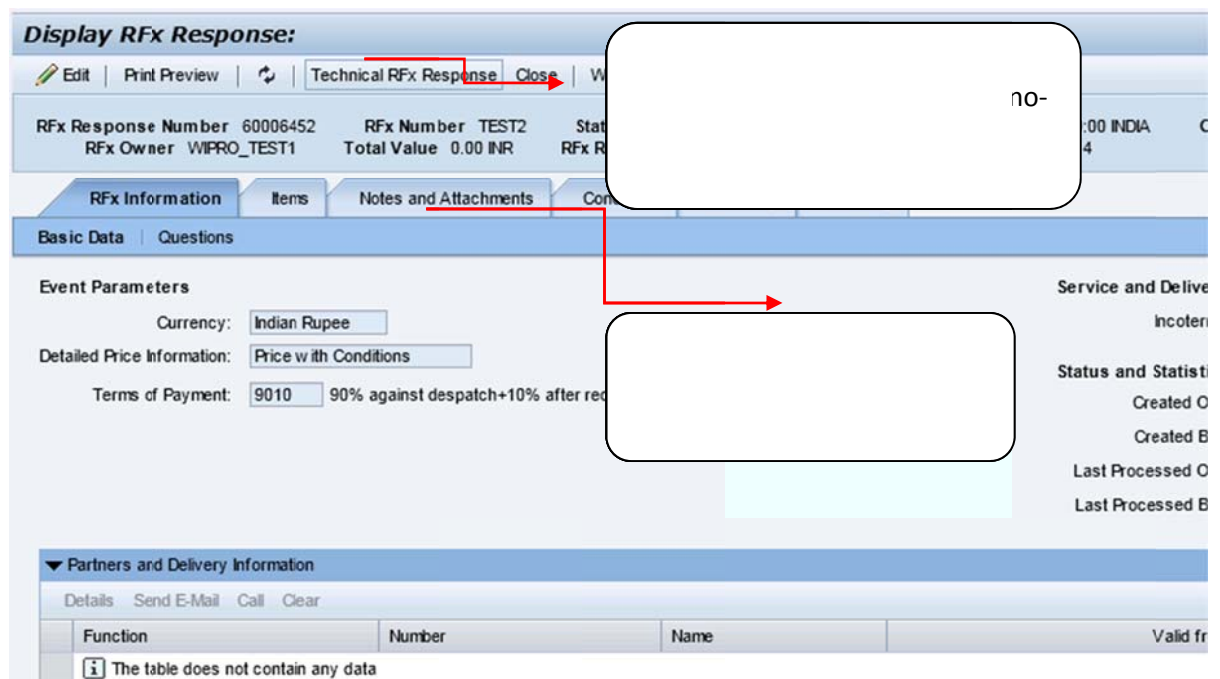 Display RFx Response:
Edit | Print Preview | | Technical RFx Response Close | W
no-
RFx Response Number 60006452 RFx Number TEST2 Stat :00 INDIA C
RFx Owner WIPRO_TEST1 Total Value 0.00 INR RFx R 4
RFx Information Items Notes and Attachments Con
Basic Data | Questions
Event Parameters Service and Delive
Currency: Indian Rupee Incoter
Detailed Price Information: Price with Conditions
Status and Statisti
Terms of Payment: 9010 90% against despatch+10% after rec
Created O
Created B
Last Processed O
Last Processed B
Partners and Delivery Information
Details Send E-Mail Call Clear
Function Number Name Valid fr
The table does not contain any data